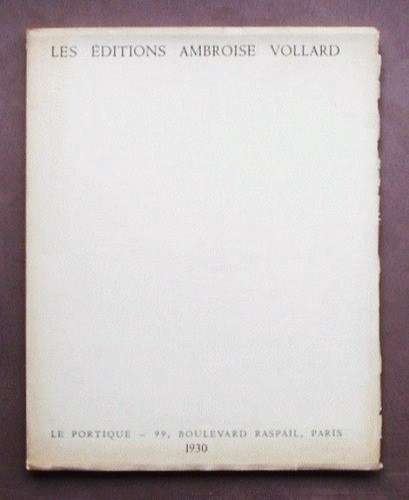 LES ÉDITIONS AMBROISE VOLLARD
LE PORTIQUE – 99, BOULEVARD RASPAIL, PARIS
1930